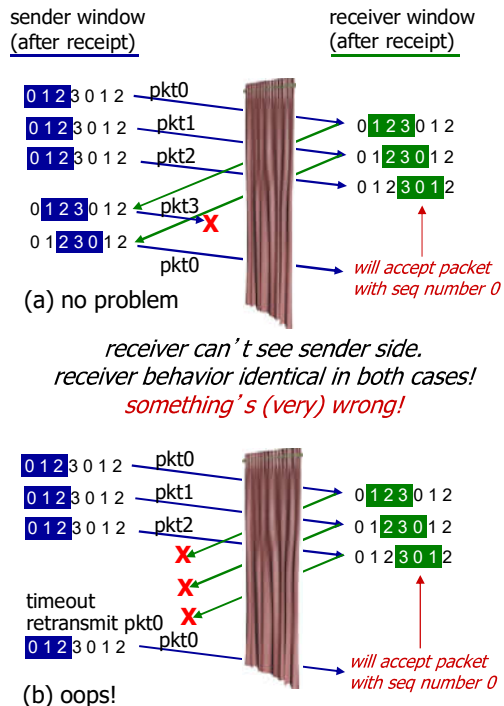 sender window
(after receipt)
receiver window
(after receipt)
0 1 2 3 0 1 2
pkt0
0 1 2 3 0 1 2
pkt1
0 1 2 3 0 1 2
pkt2
0 1 2 3 0 1 2
0 1 2 3 0 1 2
0 1 2 3 0 1 2
0 1 2 3 0 1 2
pkt3
X
0 1 2 3 0 1 2
pkt0
will accept packet
with seq number 0
(a) no problem
receiver can't see sender side.
receiver behavior identical in both cases!
something's (very) wrong!
0 1 2 3 0 1 2
pkt0
0 1 2 3 0 1 2
pkt1
0 1 2 3 0 1 2
pkt2
0 1 2 3 0 1 2
0 1 2 3 0 1 2
0 1 2 3 0 1 2
X
X
X
timeout
retransmit pkt0
0 1 2 3 0 1 2
pkt0
will accept packet
with seq number 0
(b) oops!